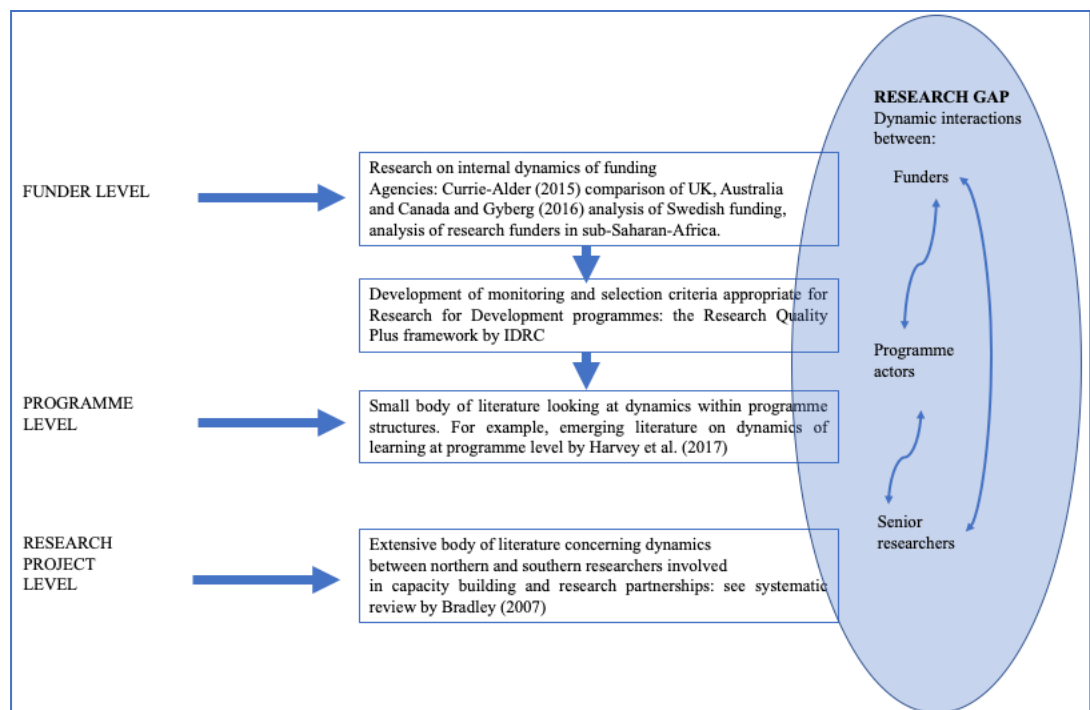 RESEARCH GAP
Dynamic interactions
between:
FUNDER LEVEL
Research on internal dynamics of funding
Agencies: Currie-Alder (2015) comparison of UK, Australia
and Canada and Gyberg (2016) analysis of Swedish funding,
analysis of research funders in sub-Saharan-Africa.
Funders
Development of monitoring and selection criteria appropriate for
Research for Development programmes: the Research Quality
Plus framework by IDRC
Programme
actors
PROGRAMME
LEVEL
Small body of literature looking at dynamics within programme
structures. For example, emerging literature on dynamics of
learning at programme level by Harvey et al. (2017)
Senior
researchers
RESEARCH
PROJECT
LEVEL
Extensive body of literature concerning dynamics
between northern and southern researchers involved
in capacity building and research partnerships: see systematic
review by Bradley (2007)